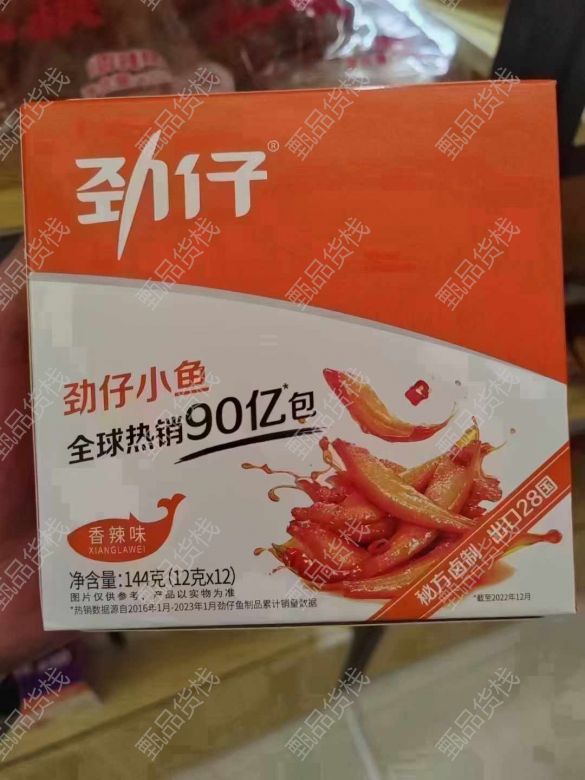 劲仔®
劲仔小鱼
全球热销90亿包*
香辣味
XIANGLAWEI
净含量:144克(12克x12)
图片仅供参考，产品以实物为准
*热销数据源自2016年1月-2023年1月劲仔鱼制品累计销量数据
秘方卤制 出口28国
*截至2022年12月
甄品货栈